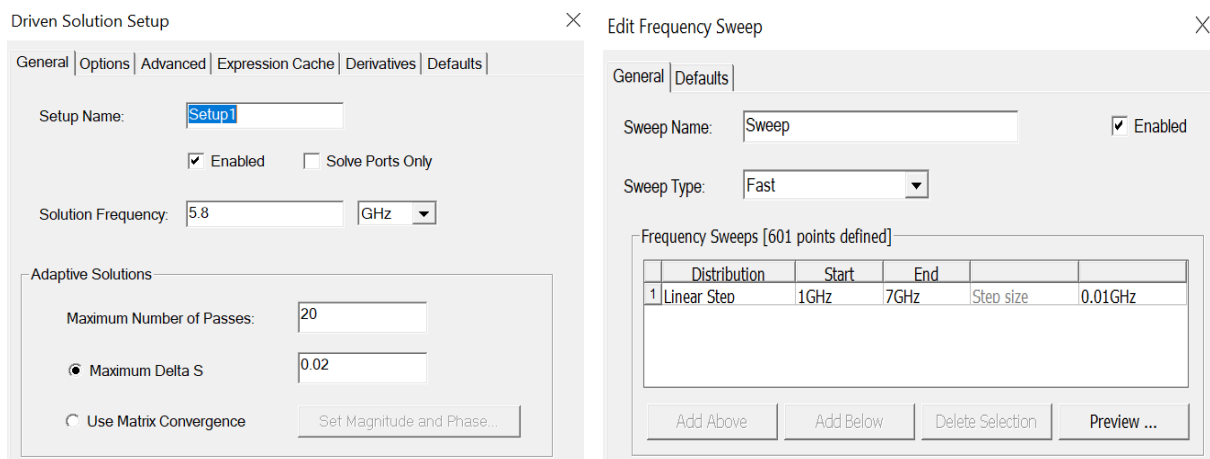 Driven Solution Setup
General Options Advanced Expression Cache Derivatives Defaults
Setup Name: Setup1
Enabled Solve Ports Only
Solution Frequency: 5.8 GHz
Adaptive Solutions
Maximum Number of Passes: 20
Maximum Delta S 0.02
Use Matrix Convergence Set Magnitude and Phase...
Edit Frequency Sweep
General Defaults
Sweep Name: Sweep Enabled
Sweep Type: Fast
Frequency Sweeps [601 points defined]
Distribution Start End
1 Linear Step 1GHz 7GHz Step size 0.01GHz
Add Above Add Below Delete Selection Preview ...